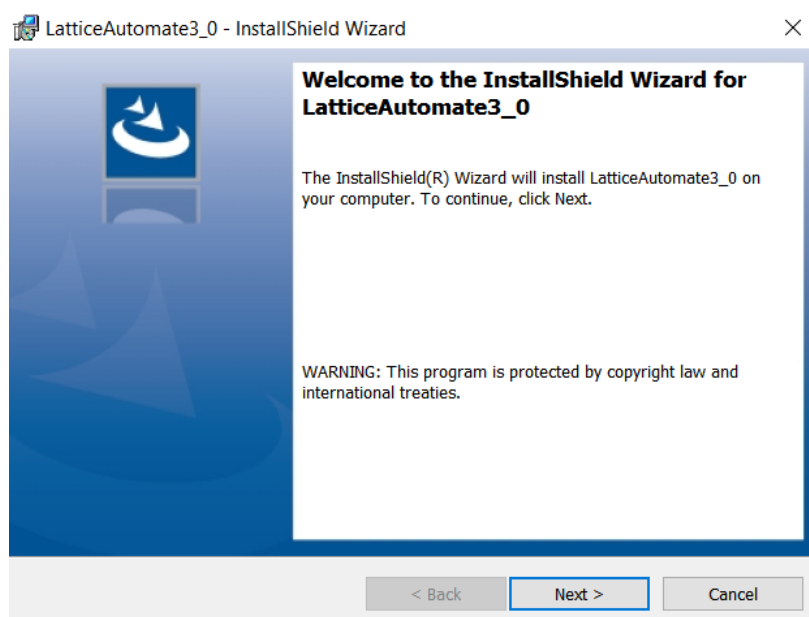 LatticeAutomate3_0 - InstallShield Wizard
Welcome to the InstallShield Wizard for
LatticeAutomate3_0
The InstallShield(R) Wizard will install LatticeAutomate3_0 on
your computer. To continue, click Next.
WARNING: This program is protected by copyright law and
international treaties.
< Back Next > Cancel